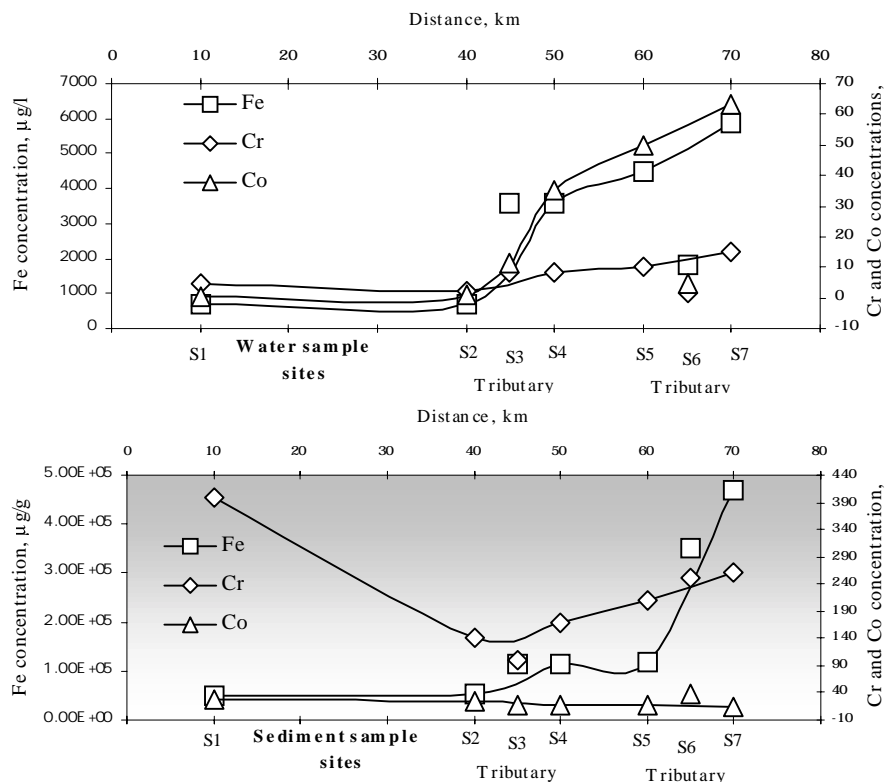 Distance, km
0 10 20 30 40 50 60 70 80
7000 70
6000 60
5000 50
4000 40
3000 30
2000 20
1000 10
0 0
-10
Fe concentration, µg/l
Cr and Co concentrations,
Fe
Cr
Co
S1 Water sample sites S2 S3 S4 S5 S6 S7
Tributary Tributary
Distance, km
0 10 20 30 40 50 60 70 80
5.00E+05 440
4.00E+05 390
340
3.00E+05 290
240
2.00E+05 190
140
1.00E+05 90
40
0.00E+00 -10
Fe concentration, µg/g
Cr and Co concentration,
Fe
Cr
Co
S1 Sediment sample sites S2 S3 S4 S5 S6 S7
Tributary Tributary